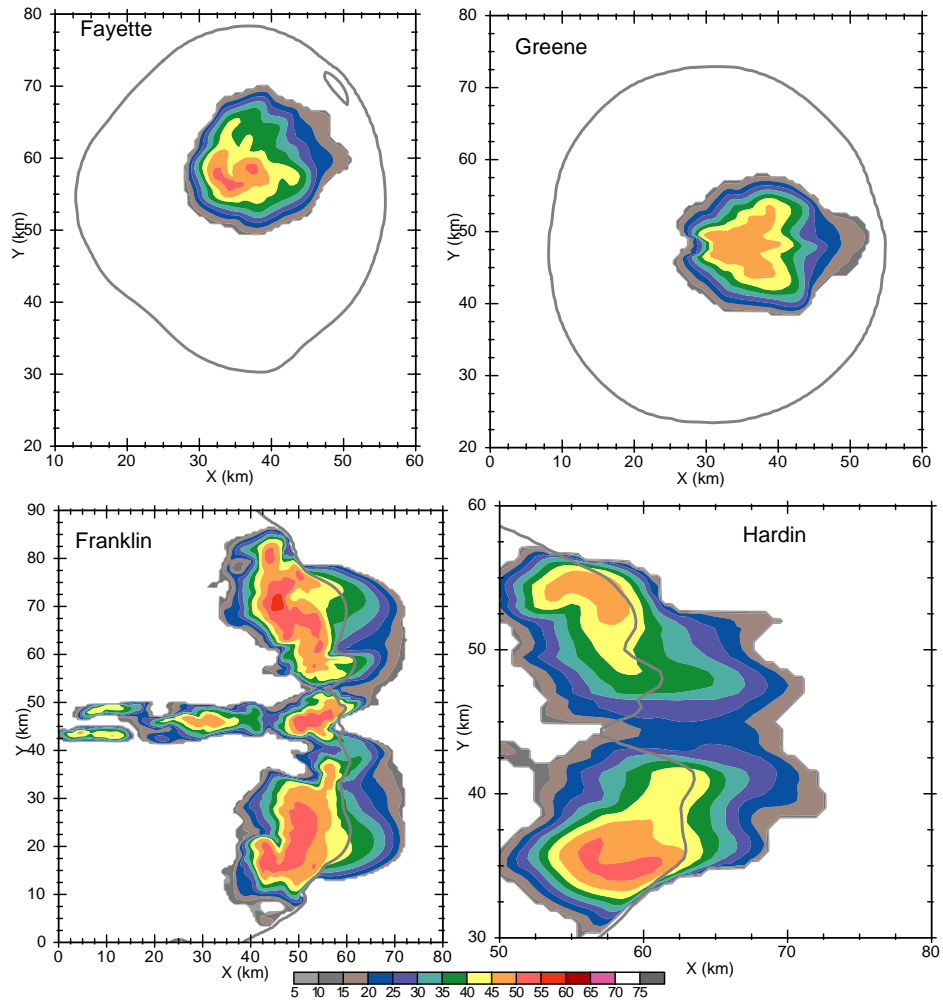 80
Fayette
70
60
Y (km)
50
40
30
20
10 20 30 40 50 60
X (km)
80
Greene
70
60
Y (km)
50
40
30
20
0 10 20 30 40 50 60
X (km)
90
Franklin
80
70
60
50
Y (km)
40
30
20
10
0
0 10 20 30 40 50 60 70 80
X (km)
60
Hardin
50
Y (km)
40
30
50 60 70 80
X (km)
5 10 15 20 25 30 35 40 45 50 55 60 65 70 75